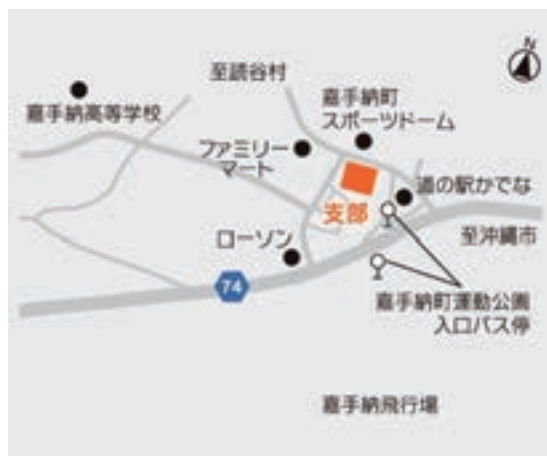 N
至読谷村
嘉手納高等学校
嘉手納町
スポーツドーム
ファミリー
マート
道の駅かでな
支部
ローソン
至沖縄市
74
嘉手納町運動公園
入口バス停
嘉手納飛行場